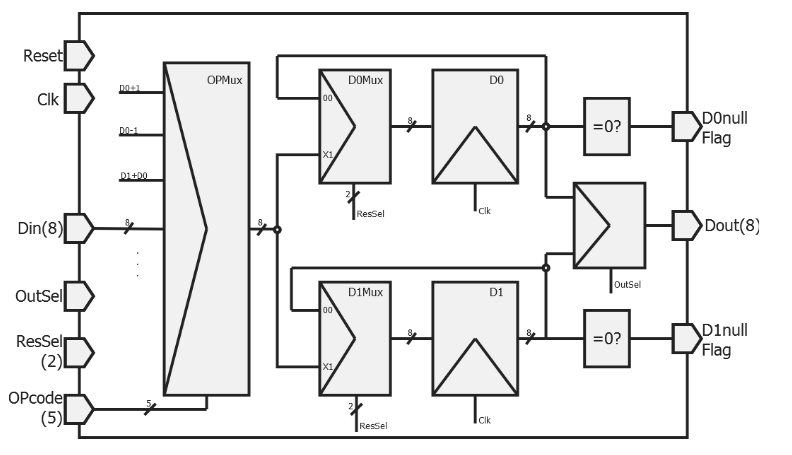 Reset
Clk
Din(8)
OutSel
ResSel
(2)
OPcode
(5)
OPMux
D0+1
D0-1
D1+D0
8
.
.
.
5
8
D0Mux
00
X1
2
ResSel
8
D0
Clk
8
=0?
D0null
Flag
OutSel
Dout(8)
D1Mux
00
X1
2
ResSel
8
D1
Clk
8
=0?
D1null
Flag